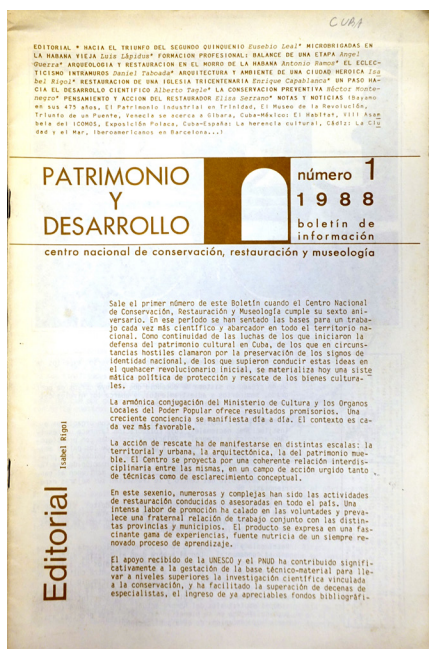 CUBA
EDITORIAL * HACIA EL TRIUNFO DEL SEGUNDO QUINQUENIO Eusebio Leal* MICROBRIGADAS EN
LA HABANA VIEJA Luis Lápidus* FORMACION PROFESIONAL: BALANCE DE UNA ETAPA Angel
Guerra* ARQUEOLOGIA Y RESTAURACION EN EL MORRO DE LA HABANA Antonio Ramos* EL ECLEC-
TICISMO INTRAMUROS Daniel Taboada* ARQUITECTURA Y AMBIENTE DE UNA CIUDAD HEROICA Isa
bel Rigol* RESTAURACION DE UNA IGLESIA TRICENTENARIA Enrique Capablanca* UN PASO HA-
CIA EL DESARROLLO CIENTIFICO Alberto Tagle* LA CONSERVACION PREVENTIVA Héctor Monte-
negro* PENSAMIENTO Y ACCION DEL RESTAURADOR Elisa Serrano* NOTAS Y NOTICIAS (Bayamo
en sus 475 años, El Patrimonio Industrial en Trinidad, El Museo de la Revolución,
Triunfo de un Puente, Venecia se acerca a Gibara, Cuba-México: El Habitat, VIII Asam
blea del ICOMOS, Exposición Polaca, Cuba-España: La herencia cultural, Cádiz: La Ciu
dad y el Mar, Iberoamericanos en Barcelona...)
PATRIMONIO
Y
DESARROLLO
número 1
1988
boletín de
información
centro nacional de conservación, restauración y museología
Editorial
Isabel Rigol
Sale el primer número de este Boletín cuando el Centro Nacional
de Conservación, Restauración y Museología cumple su sexto ani-
versario. En ese período se han sentado las bases para un traba-
jo cada vez más científico y abarcador en todo el territorio na-
cional. Como continuidad de las luchas de los que iniciaron la
defensa del patrimonio cultural en Cuba, de los que en circuns-
tancias hostiles clamaron por la preservación de los signos de
identidad nacional, de los que supieron conducir estas ideas en
el quehacer revolucionario inicial, se materializa hoy una siste
mática política de protección y rescate de los bienes cultura-
les.
La armónica conjugación del Ministerio de Cultura y los Organos
Locales del Poder Popular ofrece resultados promisorios. Una
creciente conciencia se manifiesta día a día. El contexto es ca-
da vez más favorable.
La acción de rescate ha de manifestarse en distintas escalas: la
territorial y urbana, la arquitectónica, la del patrimonio mue-
ble. El Centro se proyecta por una coherente relación interdis-
ciplinaria entre las mismas, en un campo de acción urgido tanto
de técnicas como de esclarecimiento conceptual.
En este sexenio, numerosas y complejas han sido las actividades
de restauración conducidas o asesoradas en todo el país. Una
intensa labor de promoción ha calado en las voluntades y preva-
lece una fraternal relación de trabajo conjunto con las distin-
tas provincias y municipios. El producto se expresa en una fas-
cinante gama de experiencias, fuente nutricia de un siempre re-
novado proceso de aprendizaje.
El apoyo recibido de la UNESCO y el PNUD ha contribuido signifi-
cativamente a la gestación de la base técnico-material para lle-
var a niveles superiores la investigación científica vinculada
a la conservación, y ha facilitado la superación de decenas de
especialistas, el ingreso de ya apreciables fondos bibliográfi-